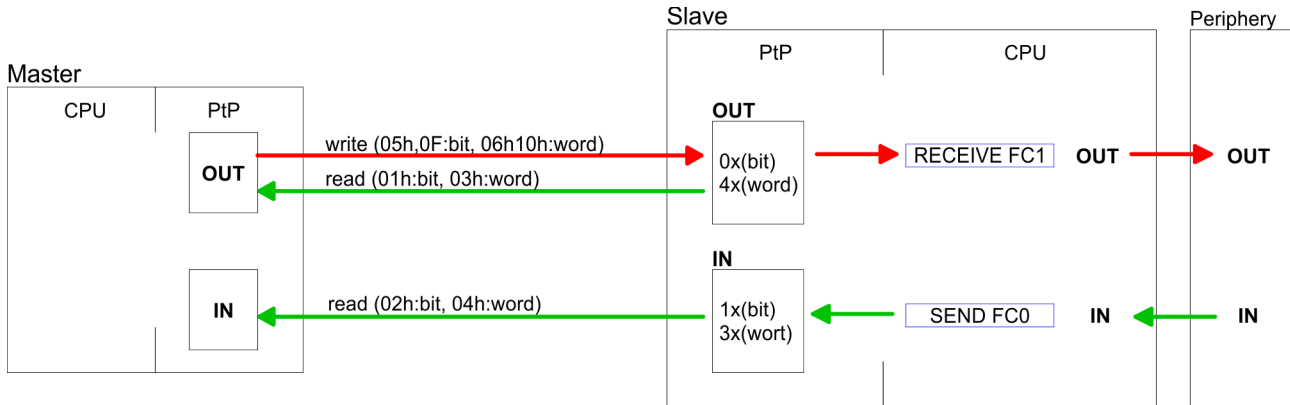 Slave
Periphery
PtP
CPU
Master
CPU
PtP
OUT
write (05h,0F:bit, 06h10h:word)
OUT
read (01h:bit, 03h:word)
0x(bit)
4x(word)
RECEIVE FC1
OUT
OUT
IN
IN
read (02h:bit, 04h:word)
1x(bit)
3x(wort)
SEND FC0
IN
IN